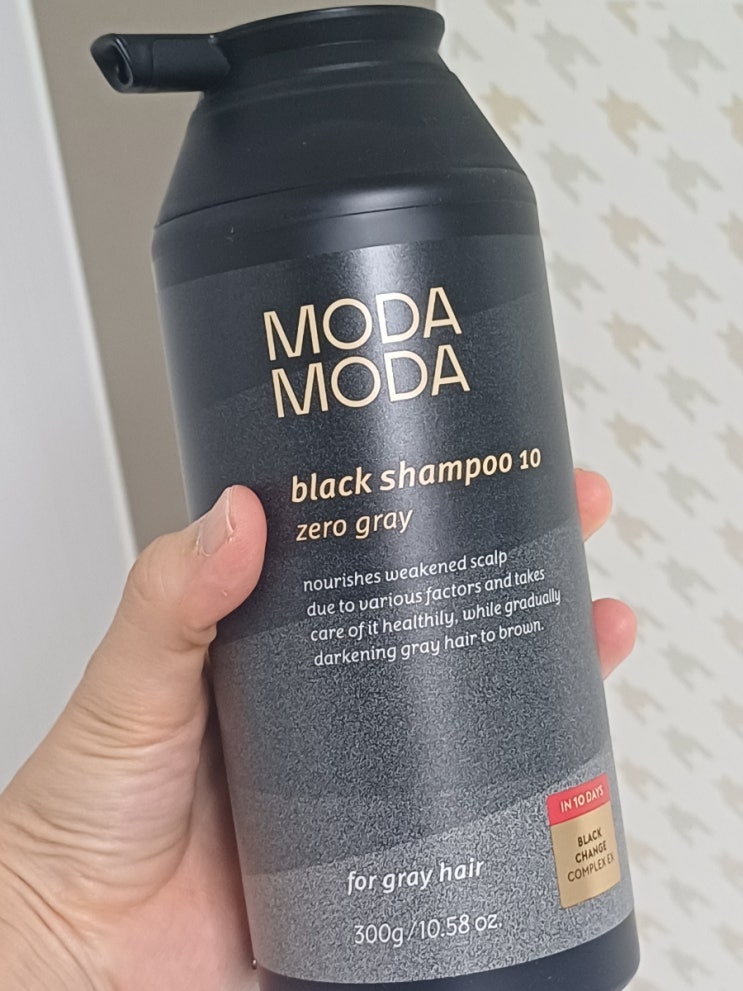 MODA
MODA
black shampoo 10
zero gray
nourishes weakened scalp
due to various factors and takes
care of it healthily, while gradually
darkening gray hair to brown.
IN 10 DAYS
BLACK
CHANGE
COMPLEX EX
for gray hair
300g/10.58 oz.